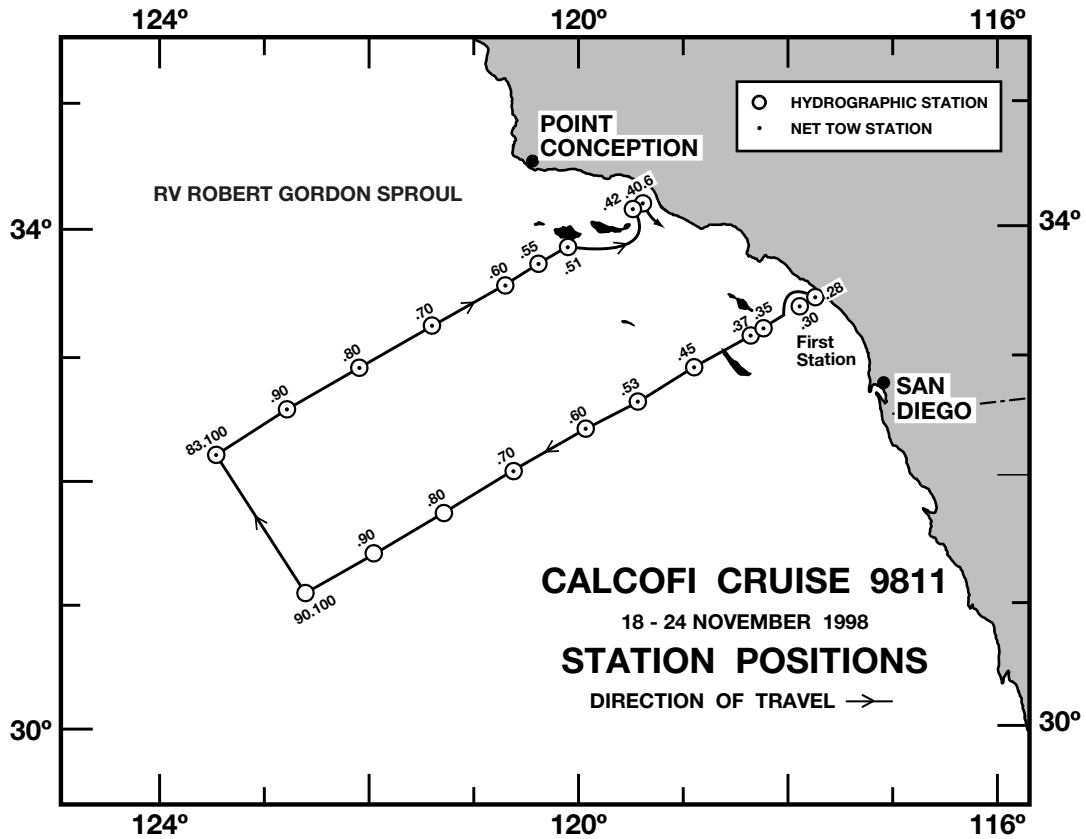 124º 120º 116º
HYDROGRAPHIC STATION
NET TOW STATION
POINT
CONCEPTION
RV ROBERT GORDON SPROUL
.42 .40.6
34º 34º
.55
.51
.60
.70
.80
.90
83.100
.28
.30
First
Station
.35
.37
.45
.53
.60
.70
.80
.90
90.100
SAN
DIEGO
CALCOFI CRUISE 9811
18 - 24 NOVEMBER 1998
STATION POSITIONS
DIRECTION OF TRAVEL
30º 30º
124º 120º 116º